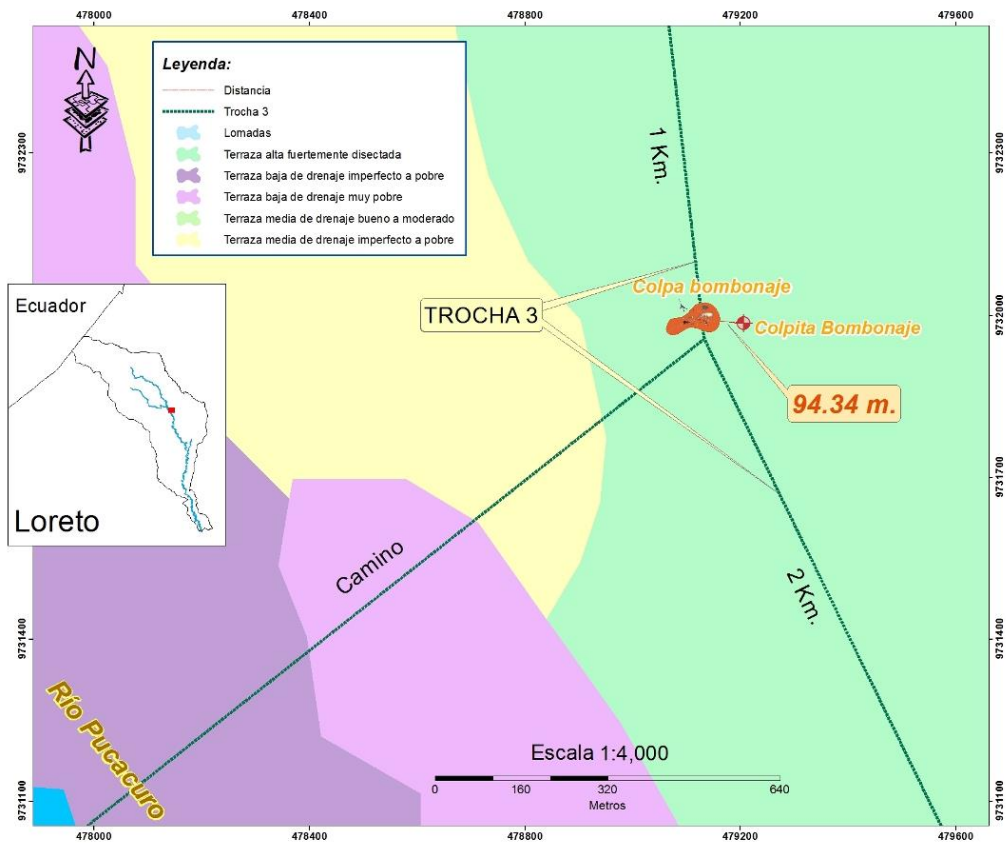 478000
478400
478800
479200
479600
N
Leyenda:
Distancia
Trocha 3
Lomadas
Terraza alta fuertemente disectada
Terraza baja de drenaje imperfecto a pobre
Terraza baja de drenaje muy pobre
Terraza media de drenaje bueno a moderado
Terraza media de drenaje imperfecto a pobre
9732300
9732300
1 Km.
Ecuador
Loreto
Colpa bombonaje
TROCHA 3
Colpita Bombonaje
9732000
94.34 m.
9731700
9731700
Camino
2 Km.
9731400
9731400
Río Pucacuro
Escala 1:4,000
0
160
320
640
Metros
9731100
9731100
478000
478400
478800
479200
479600